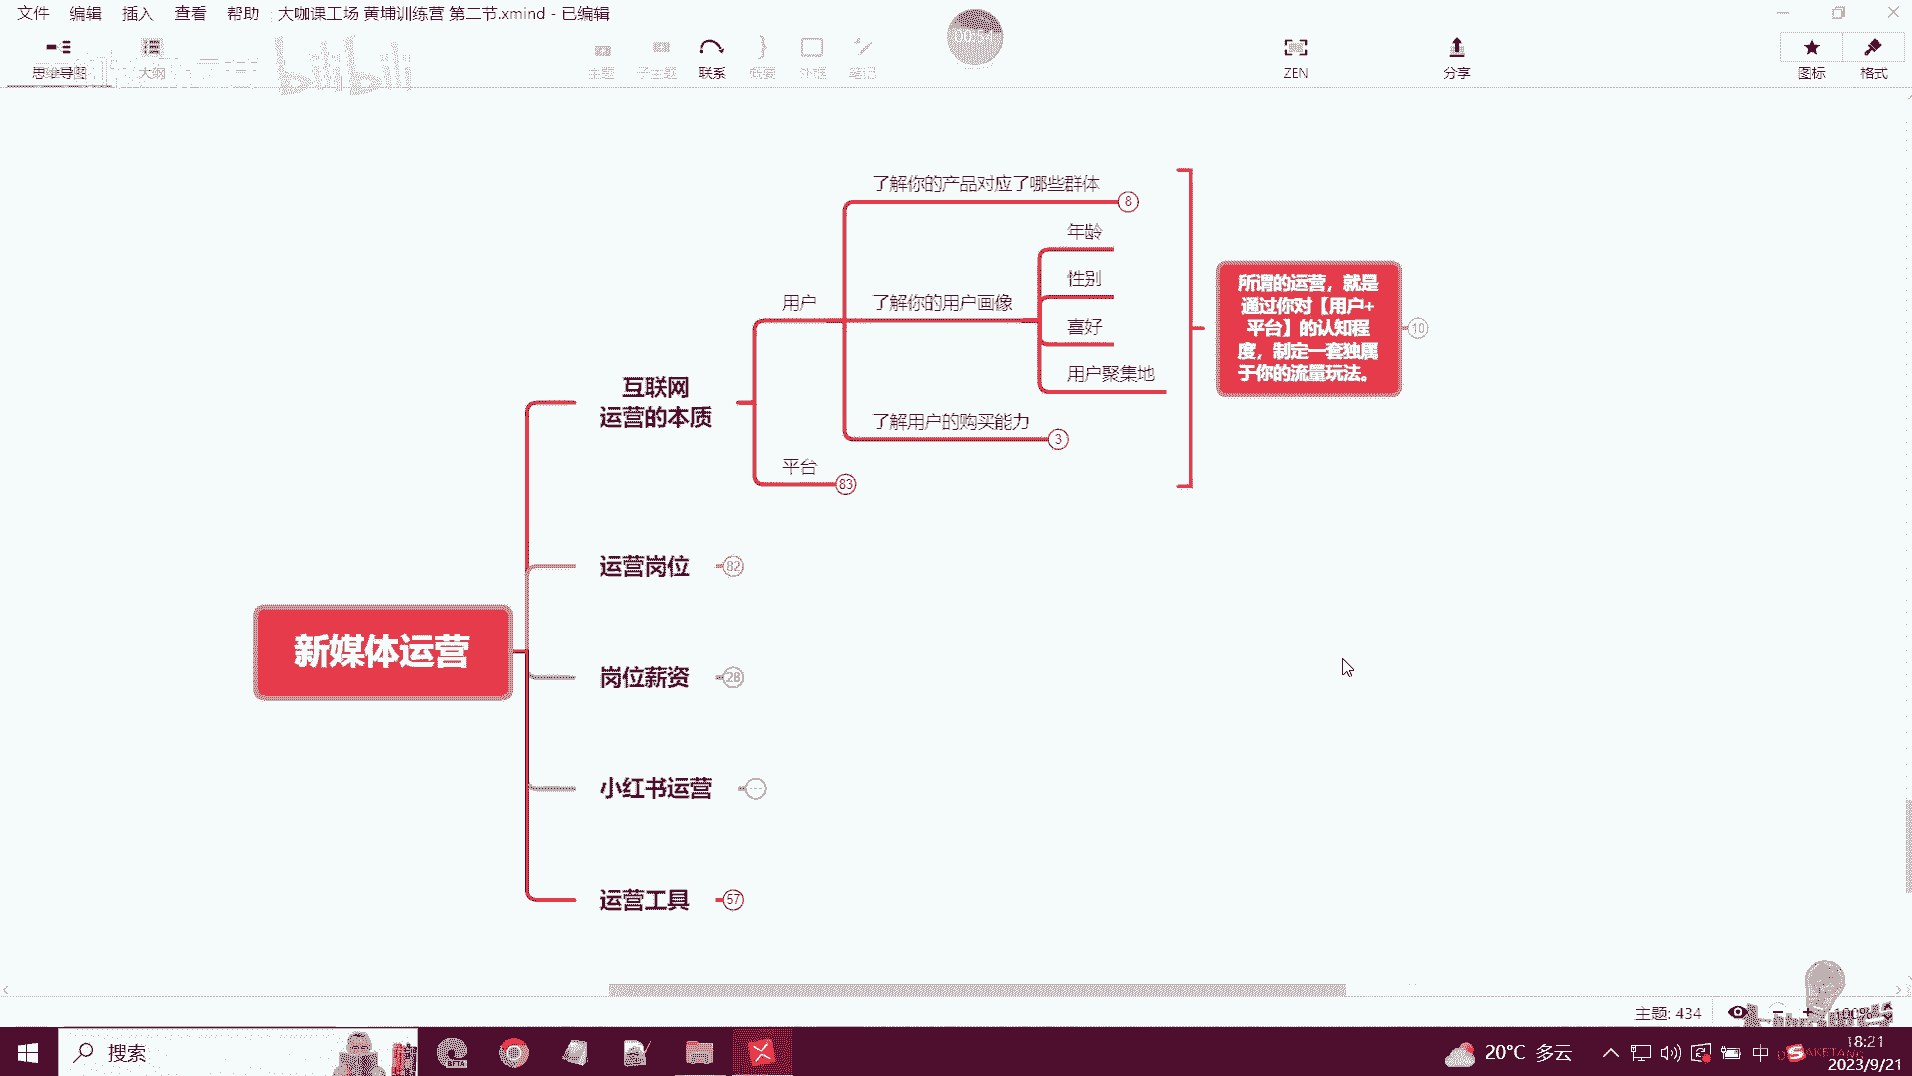 文件 编辑 插入 查看 帮助 大咖课工场 黄埔训练营 第二节.xmind - 已编辑
思维导图 大纲 主题 子主题 联系 概要 外框 笔记 ZEN 分享 图标 格式
bilibili
了解你的产品对应了哪些群体
8
年龄
性别
用户
了解你的用户画像
喜好
用户聚集地
所谓的运营，就是
通过你对【用户+
平台】的认知程
度，制定一套独属
于你的流量玩法。
10
互联网
运营的本质
了解用户的购买能力
3
平台
83
运营岗位
82
新媒体运营
岗位薪资
28
小红书运营
运营工具
57
主题: 434
100%
搜索
20°C 多云
中
18:21
2023/9/21